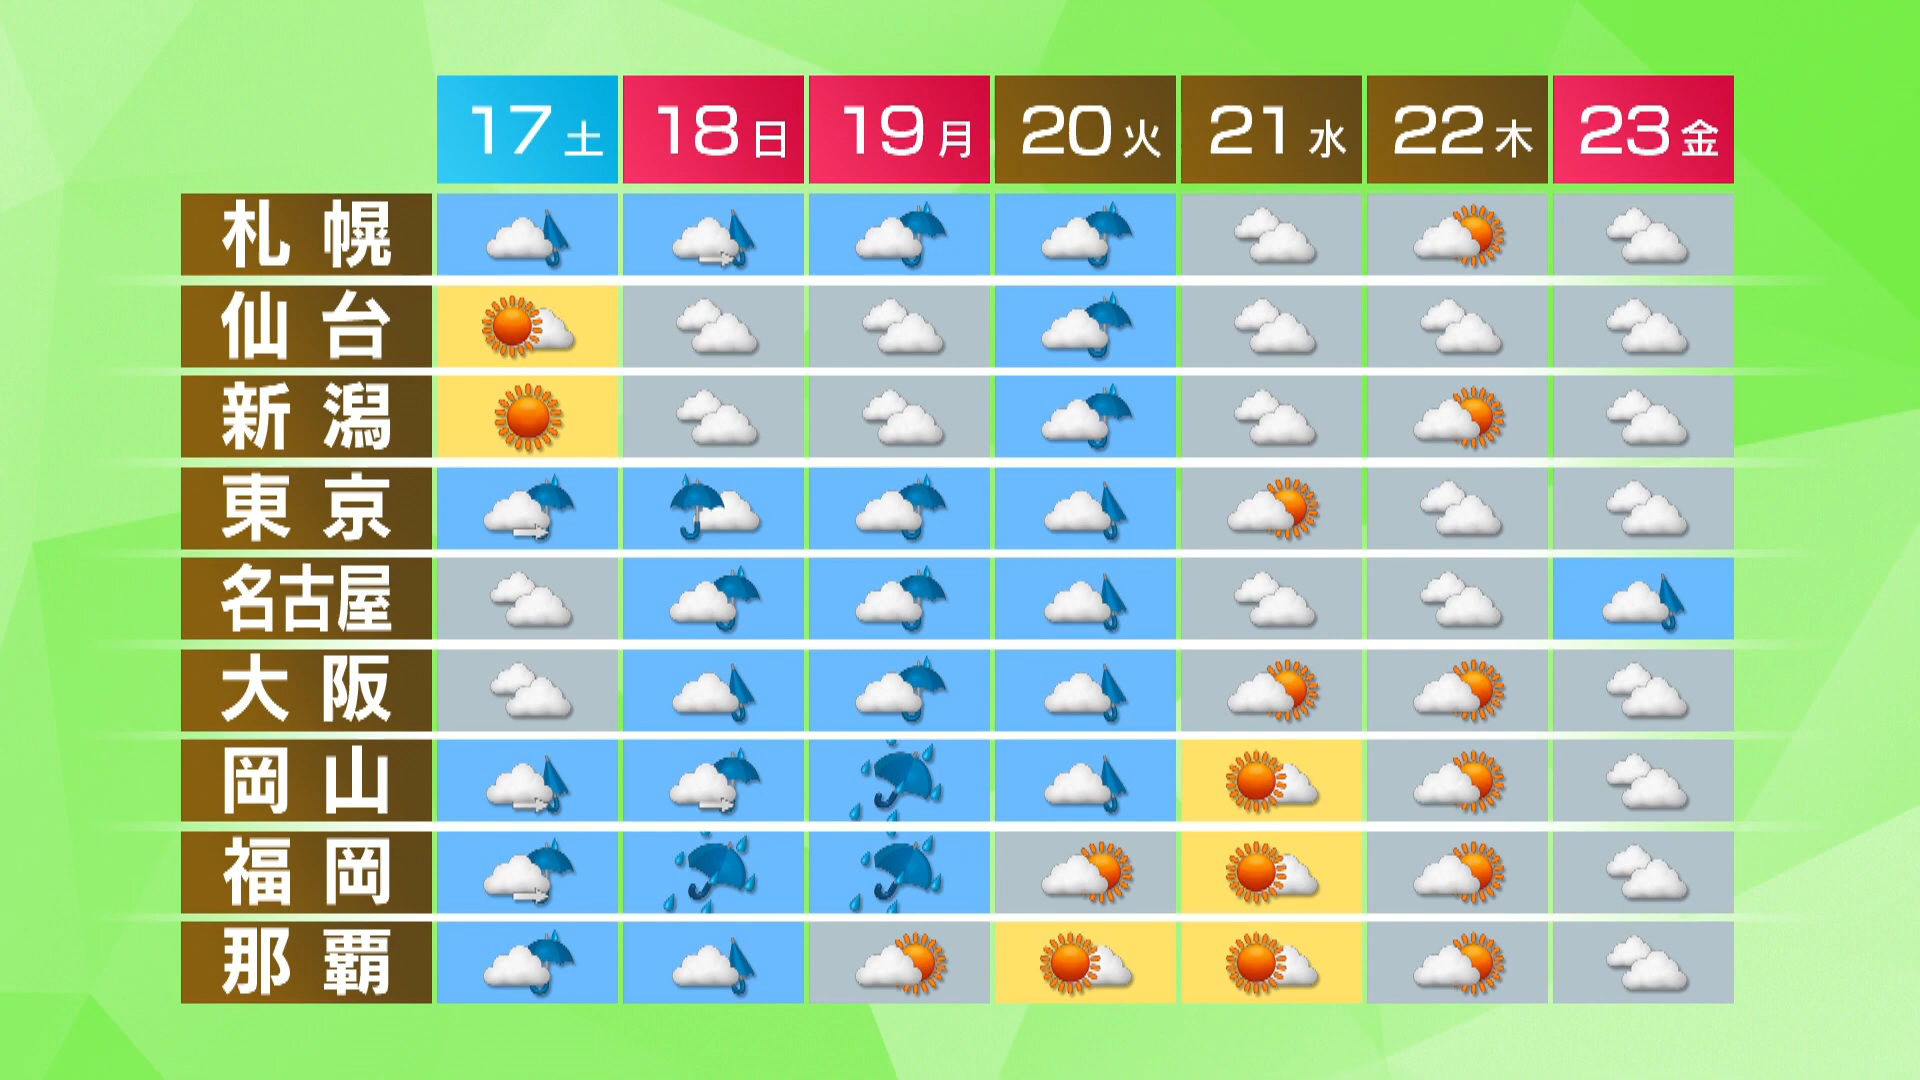 17土 18日 19月 20火 21水 22木 23金
札幌
仙台
新潟
東京
名古屋
大阪
岡山
福岡
那覇